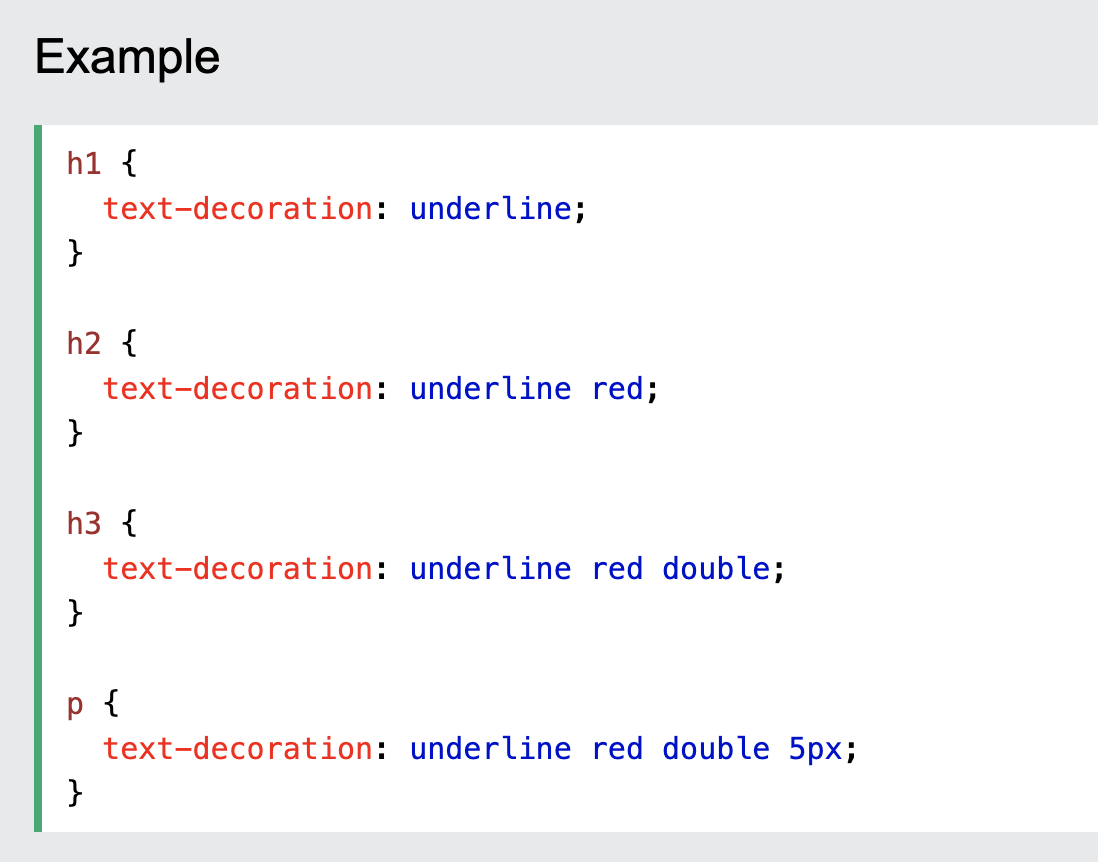 Example
h1 {
  text-decoration: underline;
}
h2 {
  text-decoration: underline red;
}
h3 {
  text-decoration: underline red double;
}
p {
  text-decoration: underline red double 5px;
}